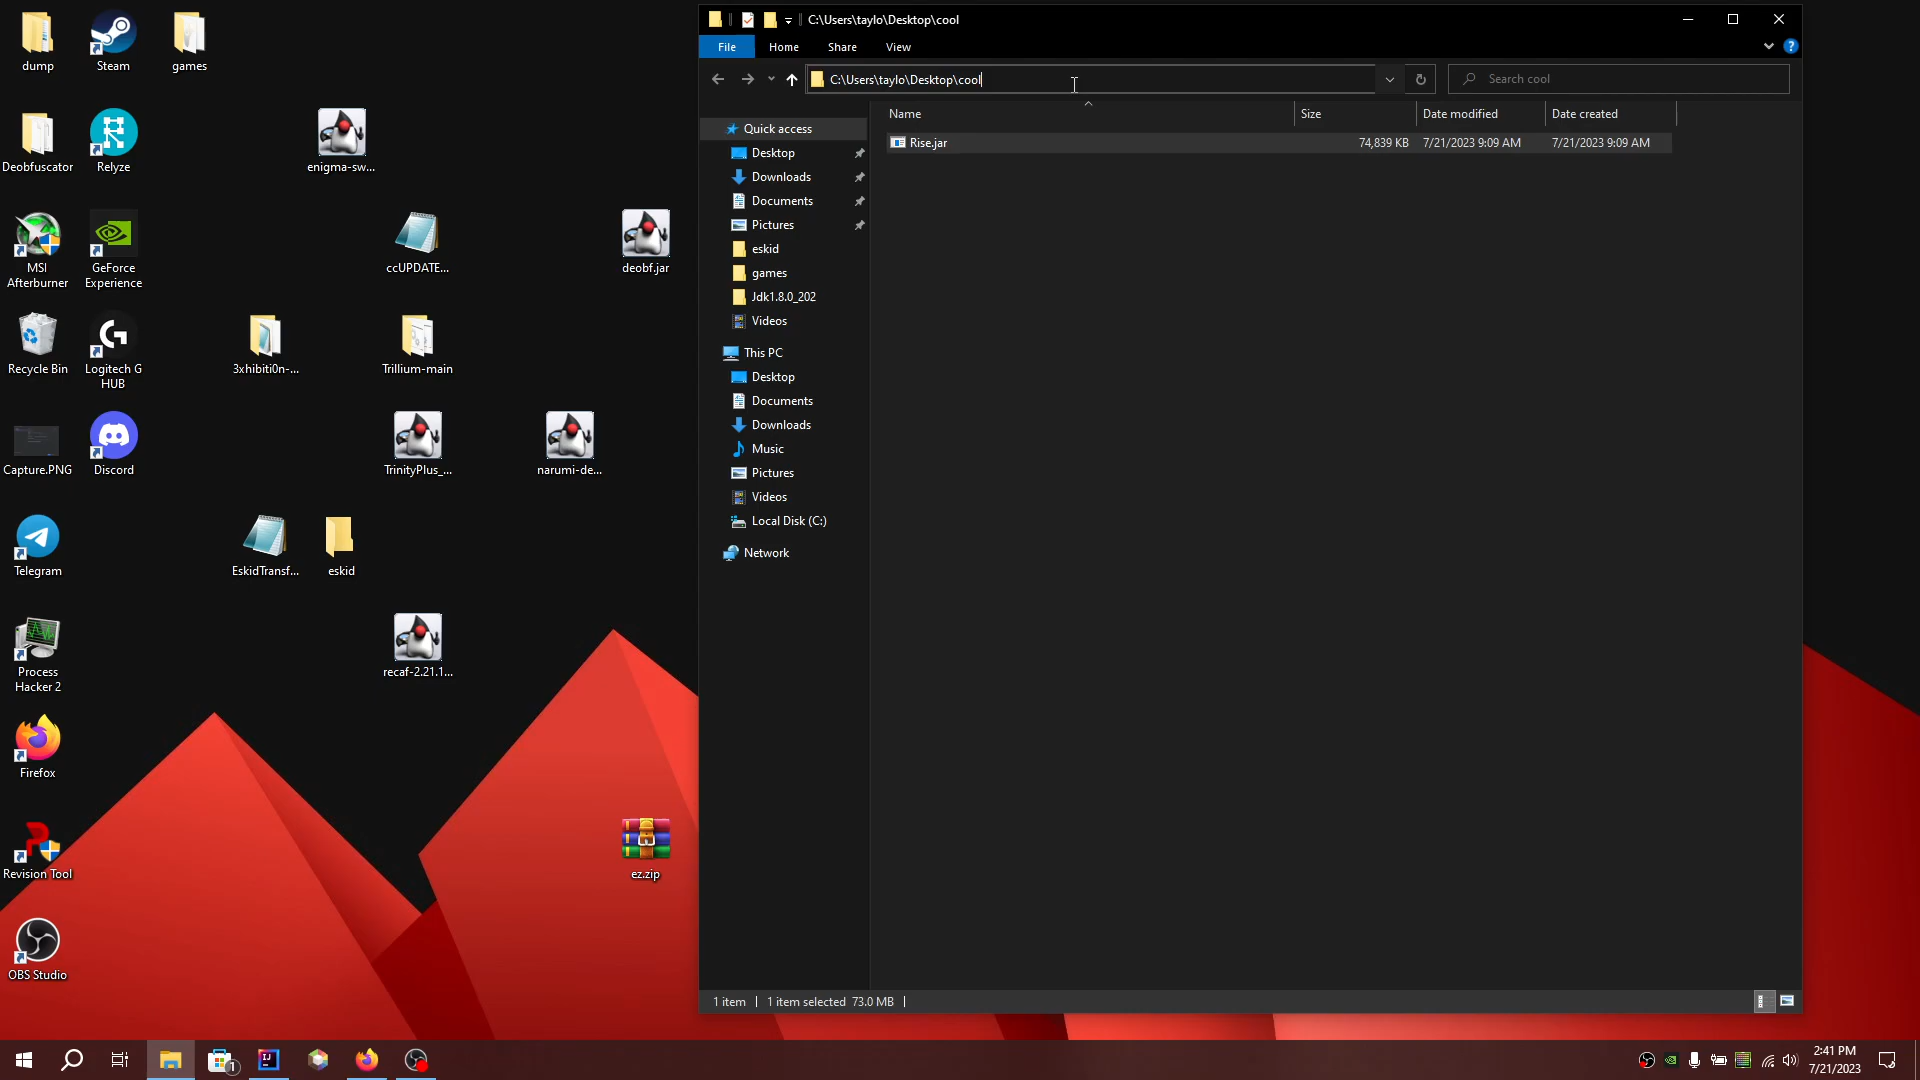 dump
Steam
games
Deobfuscator
Relyze
enigma-sw...
MSI
Afterburner
GeForce
Experience
ccUPDATE...
deobf.jar
Recycle Bin
Logitech G
HUB
3xhibiti0n-...
Trillium-main
Capture.PNG
Discord
TrinityPlus_...
narumi-de...
Telegram
EskidTransf...
eskid
Process
Hacker 2
recaf-2.21.1...
Firefox
Revision Tool
ez.zip
OBS Studio
C:\Users\taylo\Desktop\cool
File
Home
Share
View
C:\Users\taylo\Desktop\cool
Search cool
Name
Size
Date modified
Date created
Rise.jar
74,839 KB
7/21/2023 9:09 AM
7/21/2023 9:09 AM
Quick access
Desktop
Downloads
Documents
Pictures
eskid
games
Jdk1.8.0_202
Videos
This PC
Desktop
Documents
Downloads
Music
Pictures
Videos
Local Disk (C:)
Network
1 item
1 item selected 73.0 MB
1
IJ
2:41 PM
7/21/2023